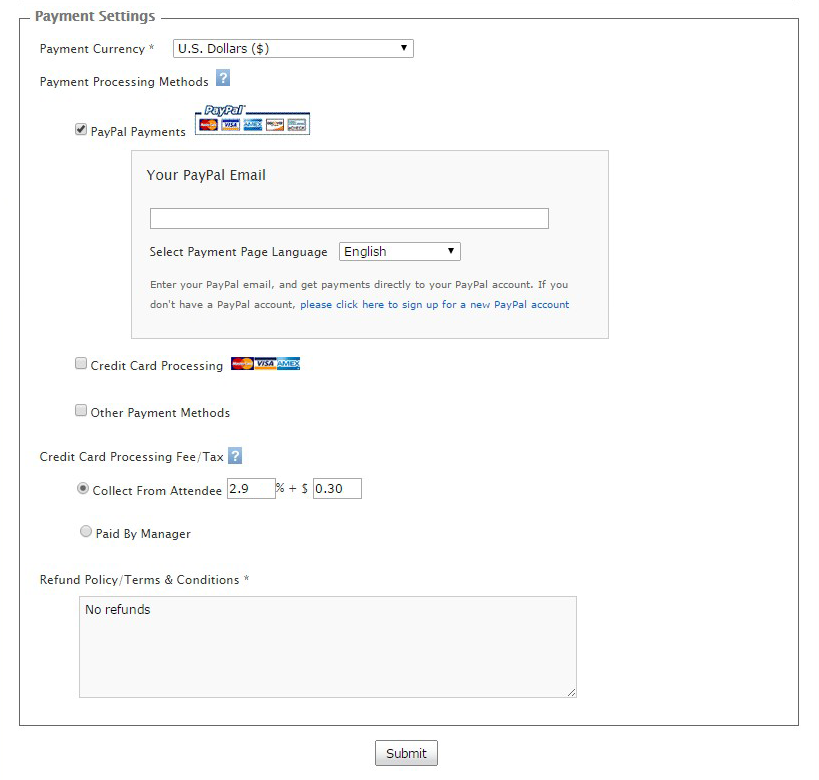 Payment Settings
Payment Currency * U.S. Dollars ($)
Payment Processing Methods ?
PayPal
PayPal Payments MasterCard VISA AMEX DISCOVER eCHECK
Your PayPal Email
Select Payment Page Language English
Enter your PayPal email, and get payments directly to your PayPal account. If you
don't have a PayPal account, please click here to sign up for a new PayPal account
Credit Card Processing MasterCard VISA AMEX
Other Payment Methods
Credit Card Processing Fee/Tax ?
Collect From Attendee 2.9 % + $ 0.30
Paid By Manager
Refund Policy/Terms & Conditions *
No refunds
Submit